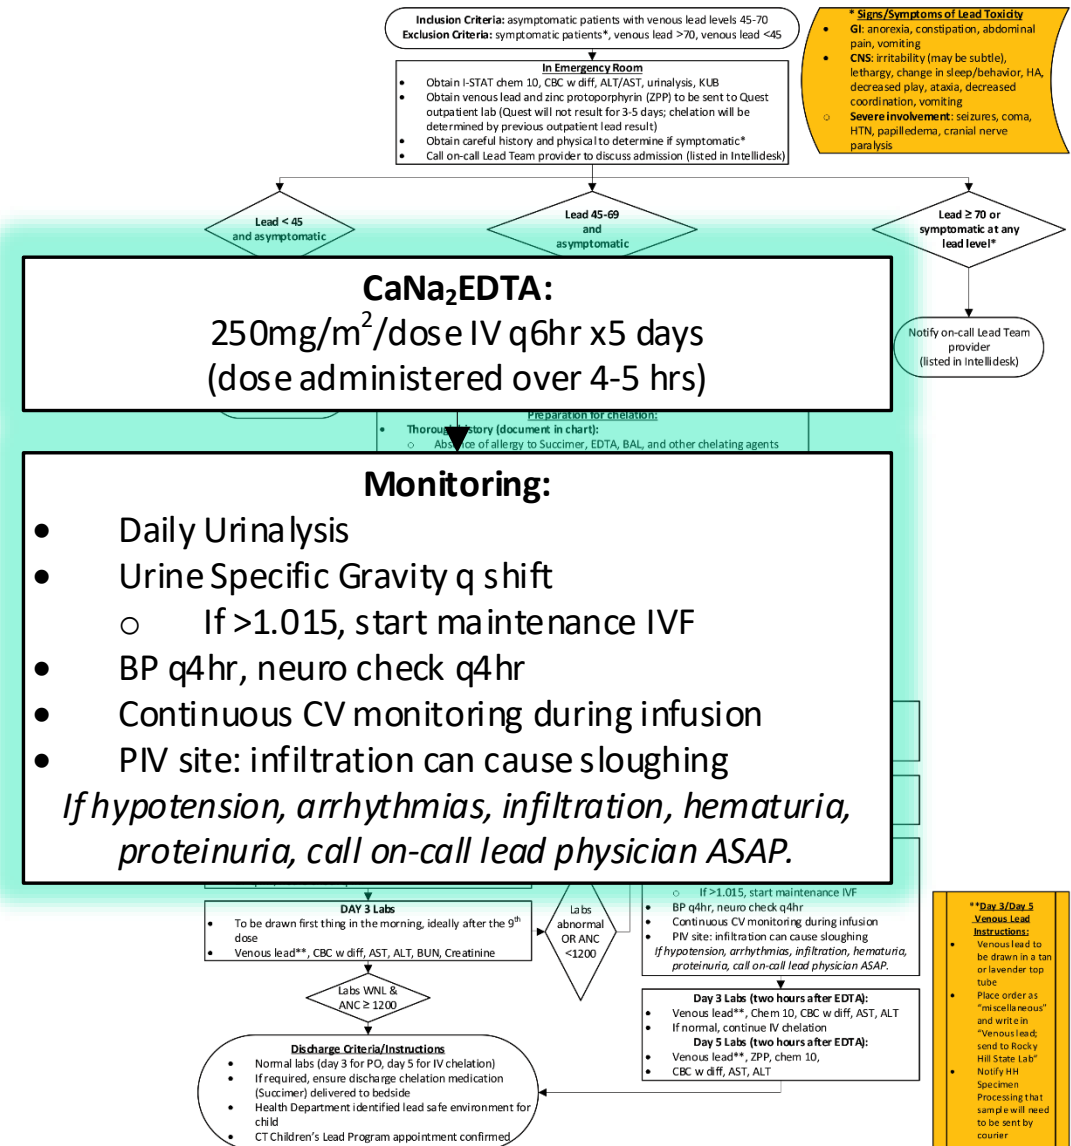 Inclusion Criteria: asymptomatic patients with venous lead levels 45-70
Exclusion Criteria: symptomatic patients*, venous lead >70, venous lead <45
* Signs/Symptoms of Lead Toxicity
• GI: anorexia, constipation, abdominal
pain, vomiting
• CNS: irritability (may be subtle),
lethargy, change in sleep/behavior, HA,
decreased play, ataxia, decreased
coordination, vomiting
○ Severe involvement: seizures, coma,
HTN, papilledema, cranial nerve
paralysis
In Emergency Room
• Obtain I-STAT chem 10, CBC w diff, ALT/AST, urinalysis, KUB
• Obtain venous lead and zinc protoporphyrin (ZPP) to be sent to Quest
outpatient lab (Quest will not result for 3-5 days; chelation will be
determined by previous outpatient lead result)
• Obtain careful history and physical to determine if symptomatic*
• Call on-call Lead Team provider to discuss admission (listed in Intellidesk)
Lead < 45
and asymptomatic
Lead 45-69
and
asymptomatic
Lead ≥ 70 or
symptomatic at any
lead level*
Notify on-call Lead Team
provider
(listed in Intellidesk)
CaNa₂EDTA:
250mg/m²/dose IV q6hr x5 days
(dose administered over 4-5 hrs)
Preparation for chelation:
• Thorough history (document in chart):
○ Absence of allergy to Succimer, EDTA, BAL, and other chelating agents
Monitoring:
• Daily Urinalysis
• Urine Specific Gravity q shift
○ If >1.015, start maintenance IVF
• BP q4hr, neuro check q4hr
• Continuous CV monitoring during infusion
• PIV site: infiltration can cause sloughing
If hypotension, arrhythmias, infiltration, hematuria,
proteinuria, call on-call lead physician ASAP.
DAY 3 Labs
• To be drawn first thing in the morning, ideally after the 9th
dose
• Venous lead**, CBC w diff, AST, ALT, BUN, Creatinine
Labs
abnormal
OR ANC
<1200
Labs WNL &
ANC ≥ 1200
○ If >1.015, start maintenance IVF
• BP q4hr, neuro check q4hr
• Continuous CV monitoring during infusion
• PIV site: infiltration can cause sloughing
If hypotension, arrhythmias, infiltration, hematuria,
proteinuria, call on-call lead physician ASAP.
Day 3 Labs (two hours after EDTA):
• Venous lead**, Chem 10, CBC w diff, AST, ALT
• If normal, continue IV chelation
Day 5 Labs (two hours after EDTA):
• Venous lead**, ZPP, chem 10,
• CBC w diff, AST, ALT
Discharge Criteria/Instructions
• Normal labs (day 3 for PO, day 5 for IV chelation)
• If required, ensure discharge chelation medication
(Succimer) delivered to bedside
• Health Department identified lead safe environment for
child
• CT Children's Lead Program appointment confirmed
**Day 3/Day 5
Venous Lead
Instructions:
• Venous lead to
be drawn in a tan
or lavender top
tube
• Place order as
"miscellaneous"
and write in
"Venous lead;
send to Rocky
Hill State Lab"
• Notify HH
Specimen
Processing that
sample will need
to be sent by
courier